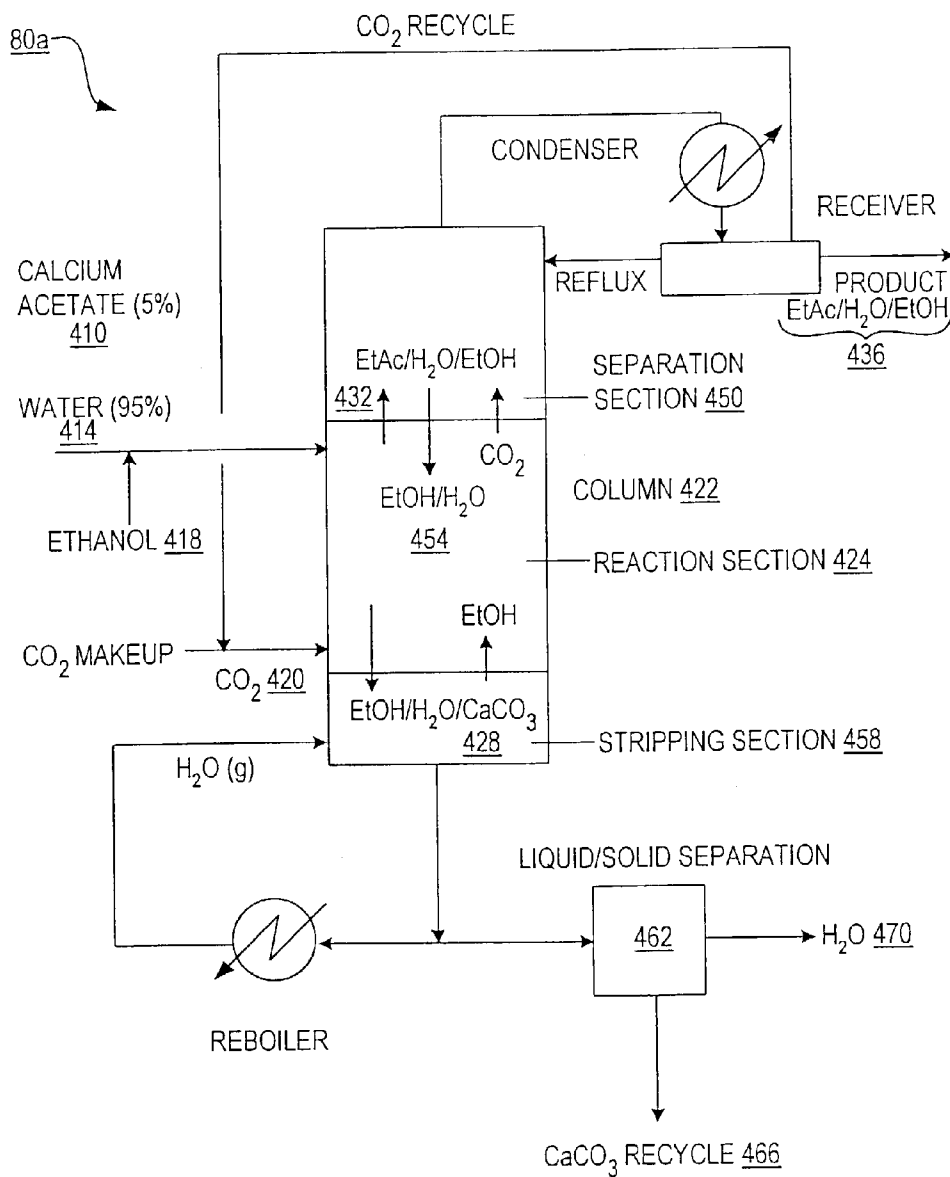 80a
CO₂ RECYCLE
CONDENSER
RECEIVER
CALCIUM
ACETATE (5%)
410
REFLUX
PRODUCT
EtAc/H₂O/EtOH
436
EtAc/H₂O/EtOH
SEPARATION
SECTION 450
432
WATER (95%)
414
CO₂
EtOH/H₂O
454
COLUMN 422
ETHANOL 418
REACTION SECTION 424
EtOH
CO₂ MAKEUP
CO₂ 420
EtOH/H₂O/CaCO₃
428
STRIPPING SECTION 458
H₂O (g)
LIQUID/SOLID SEPARATION
462
H₂O 470
REBOILER
CaCO₃ RECYCLE 466